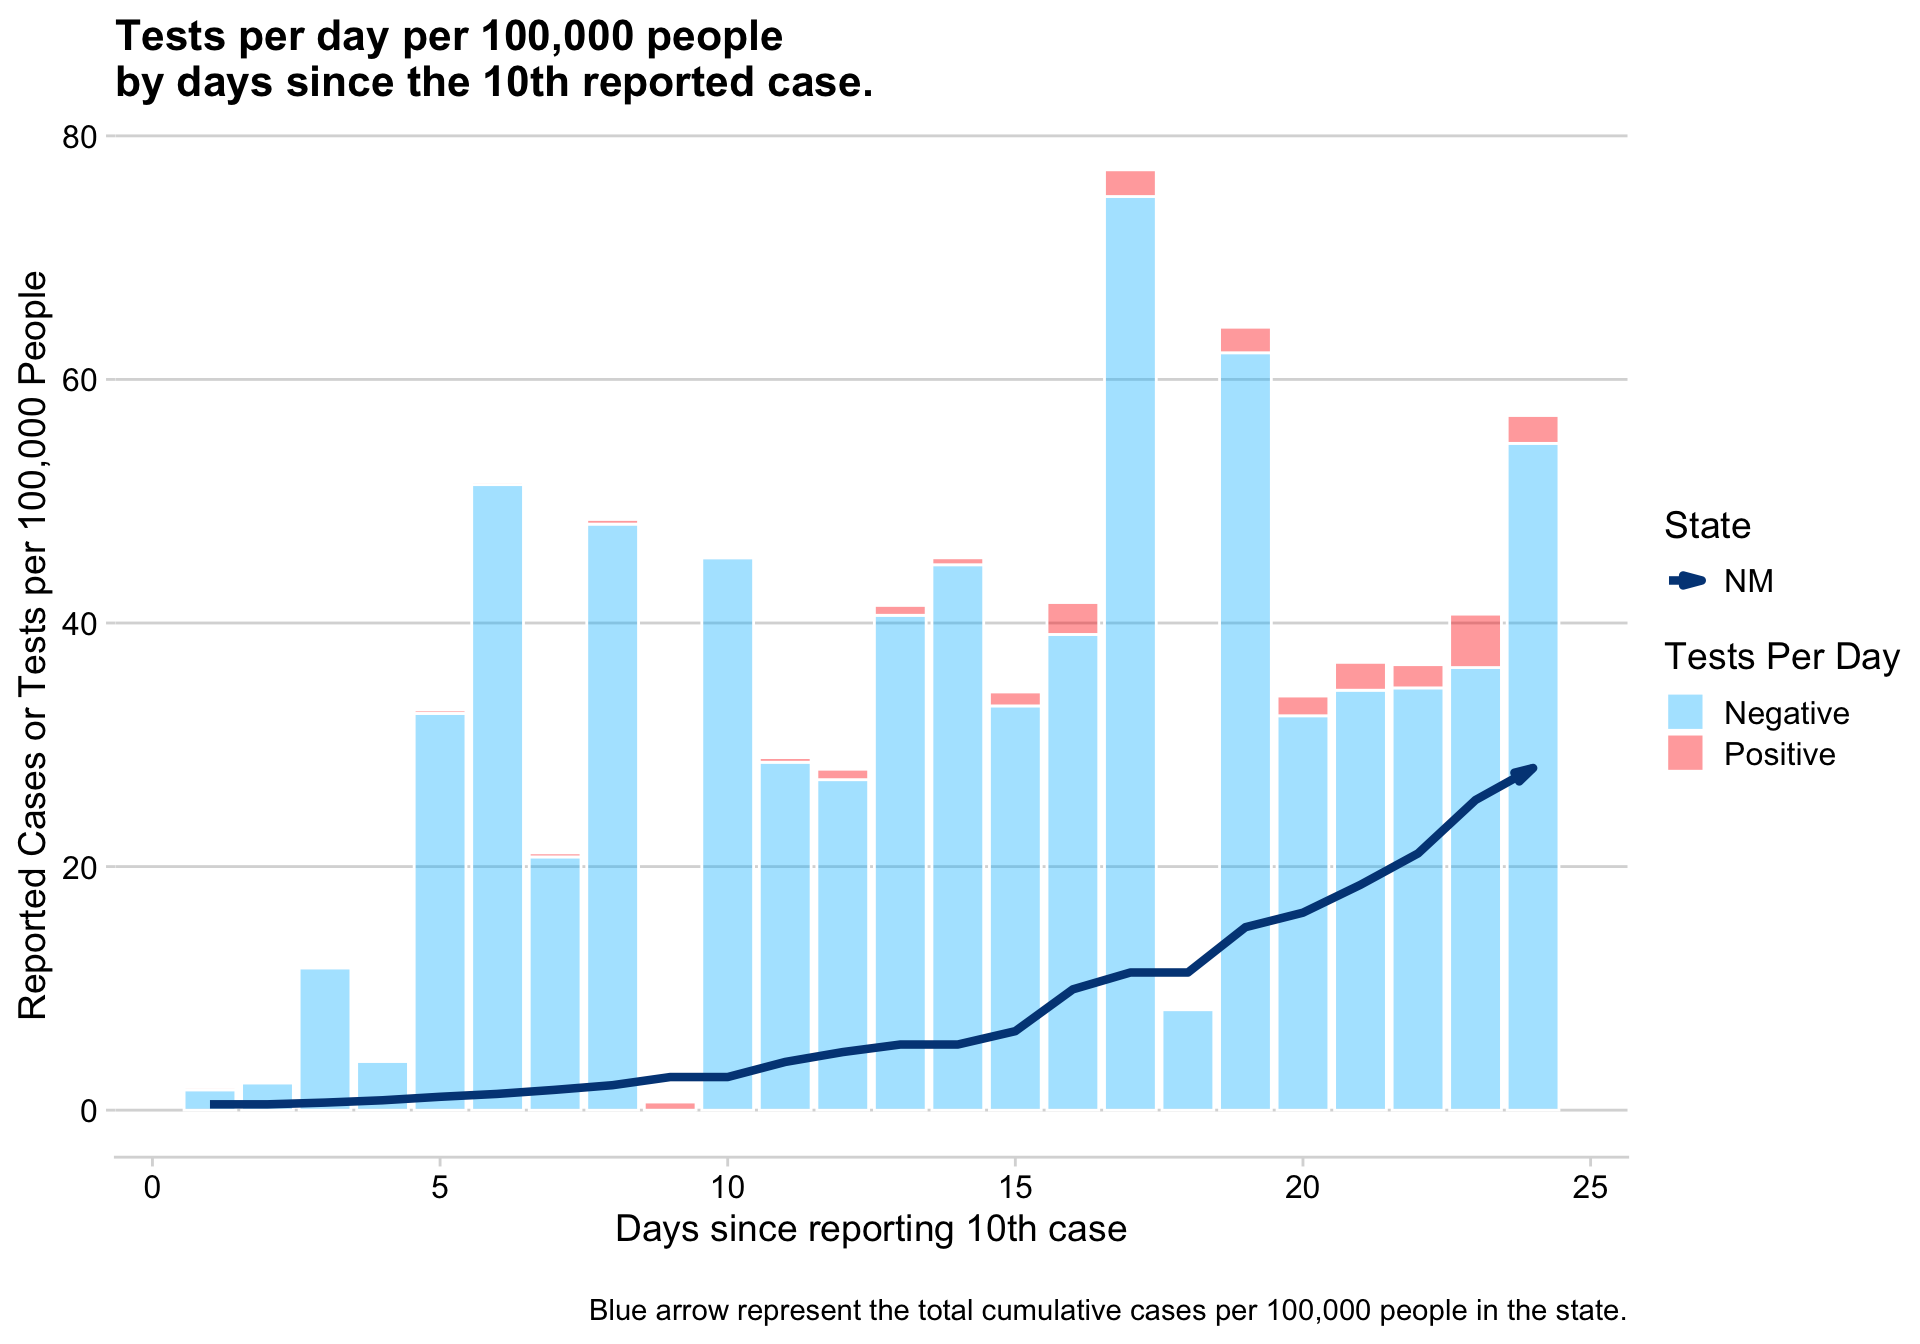 Tests per day per 100,000 people
by days since the 10th reported case.
Reported Cases or Tests per 100,000 People
80
60
40
20
0
0 5 10 15 20 25
Days since reporting 10th case
State
NM
Tests Per Day
Negative
Positive
Blue arrow represent the total cumulative cases per 100,000 people in the state.